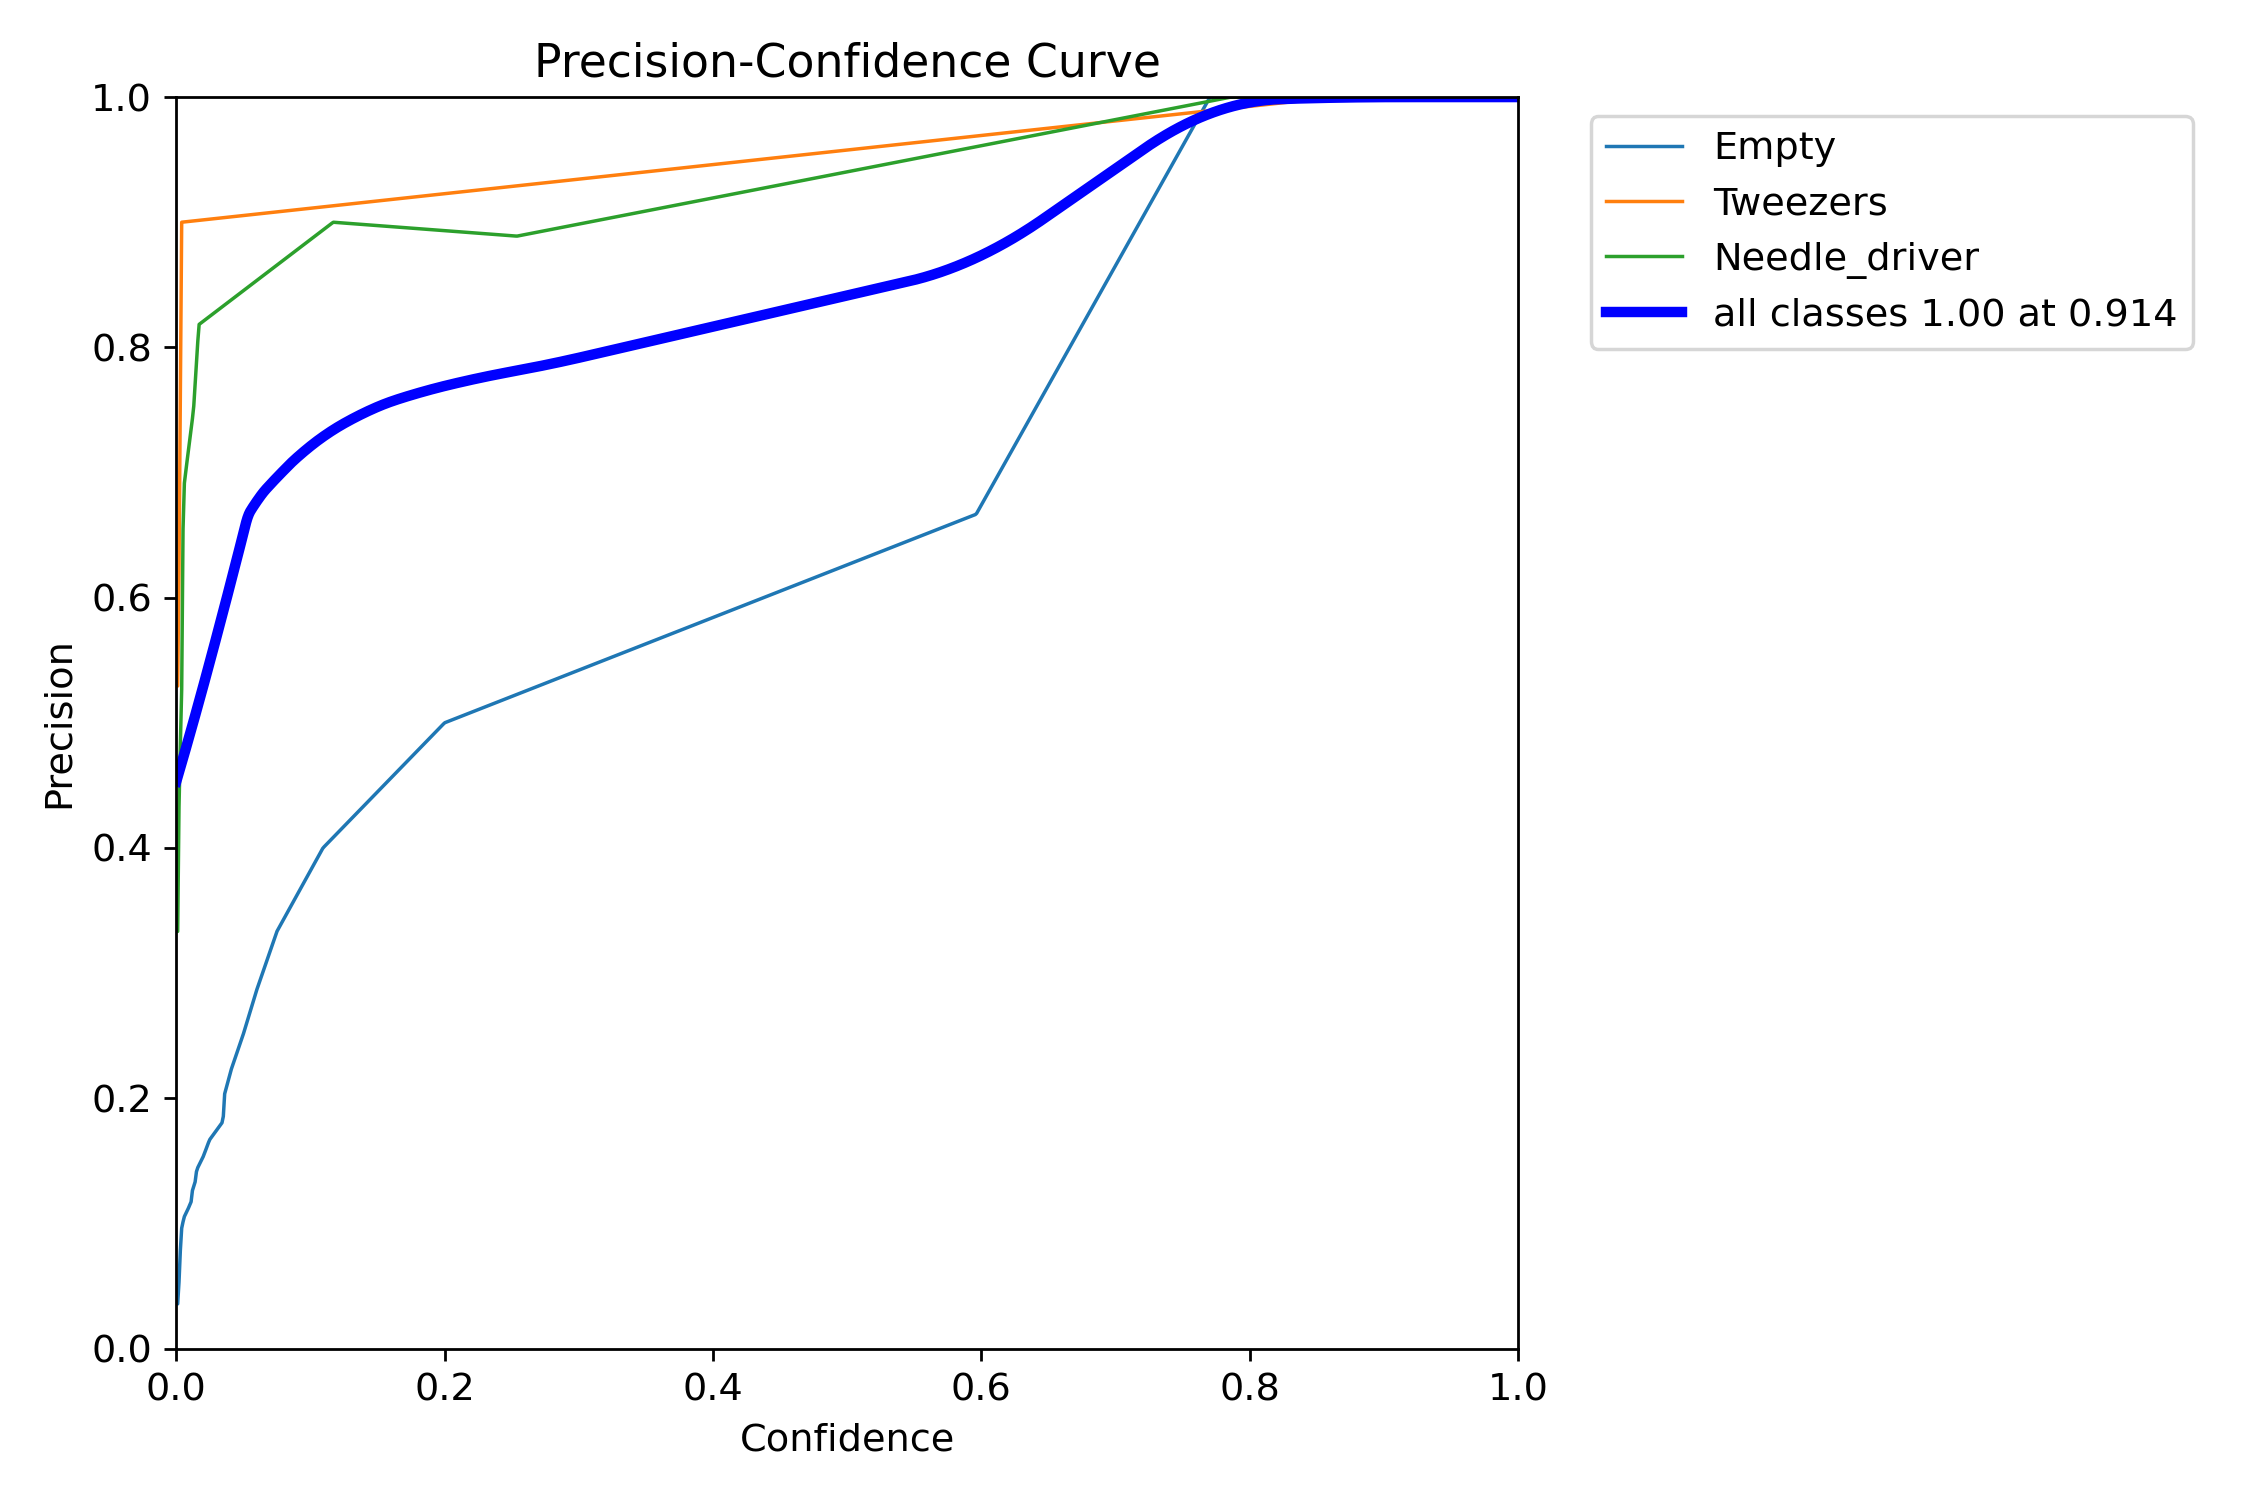 Precision-Confidence Curve
1.0
0.8
0.6
0.4
0.2
0.0
Precision
0.0 0.2 0.4 0.6 0.8 1.0
Confidence
Empty
Tweezers
Needle_driver
all classes 1.00 at 0.914